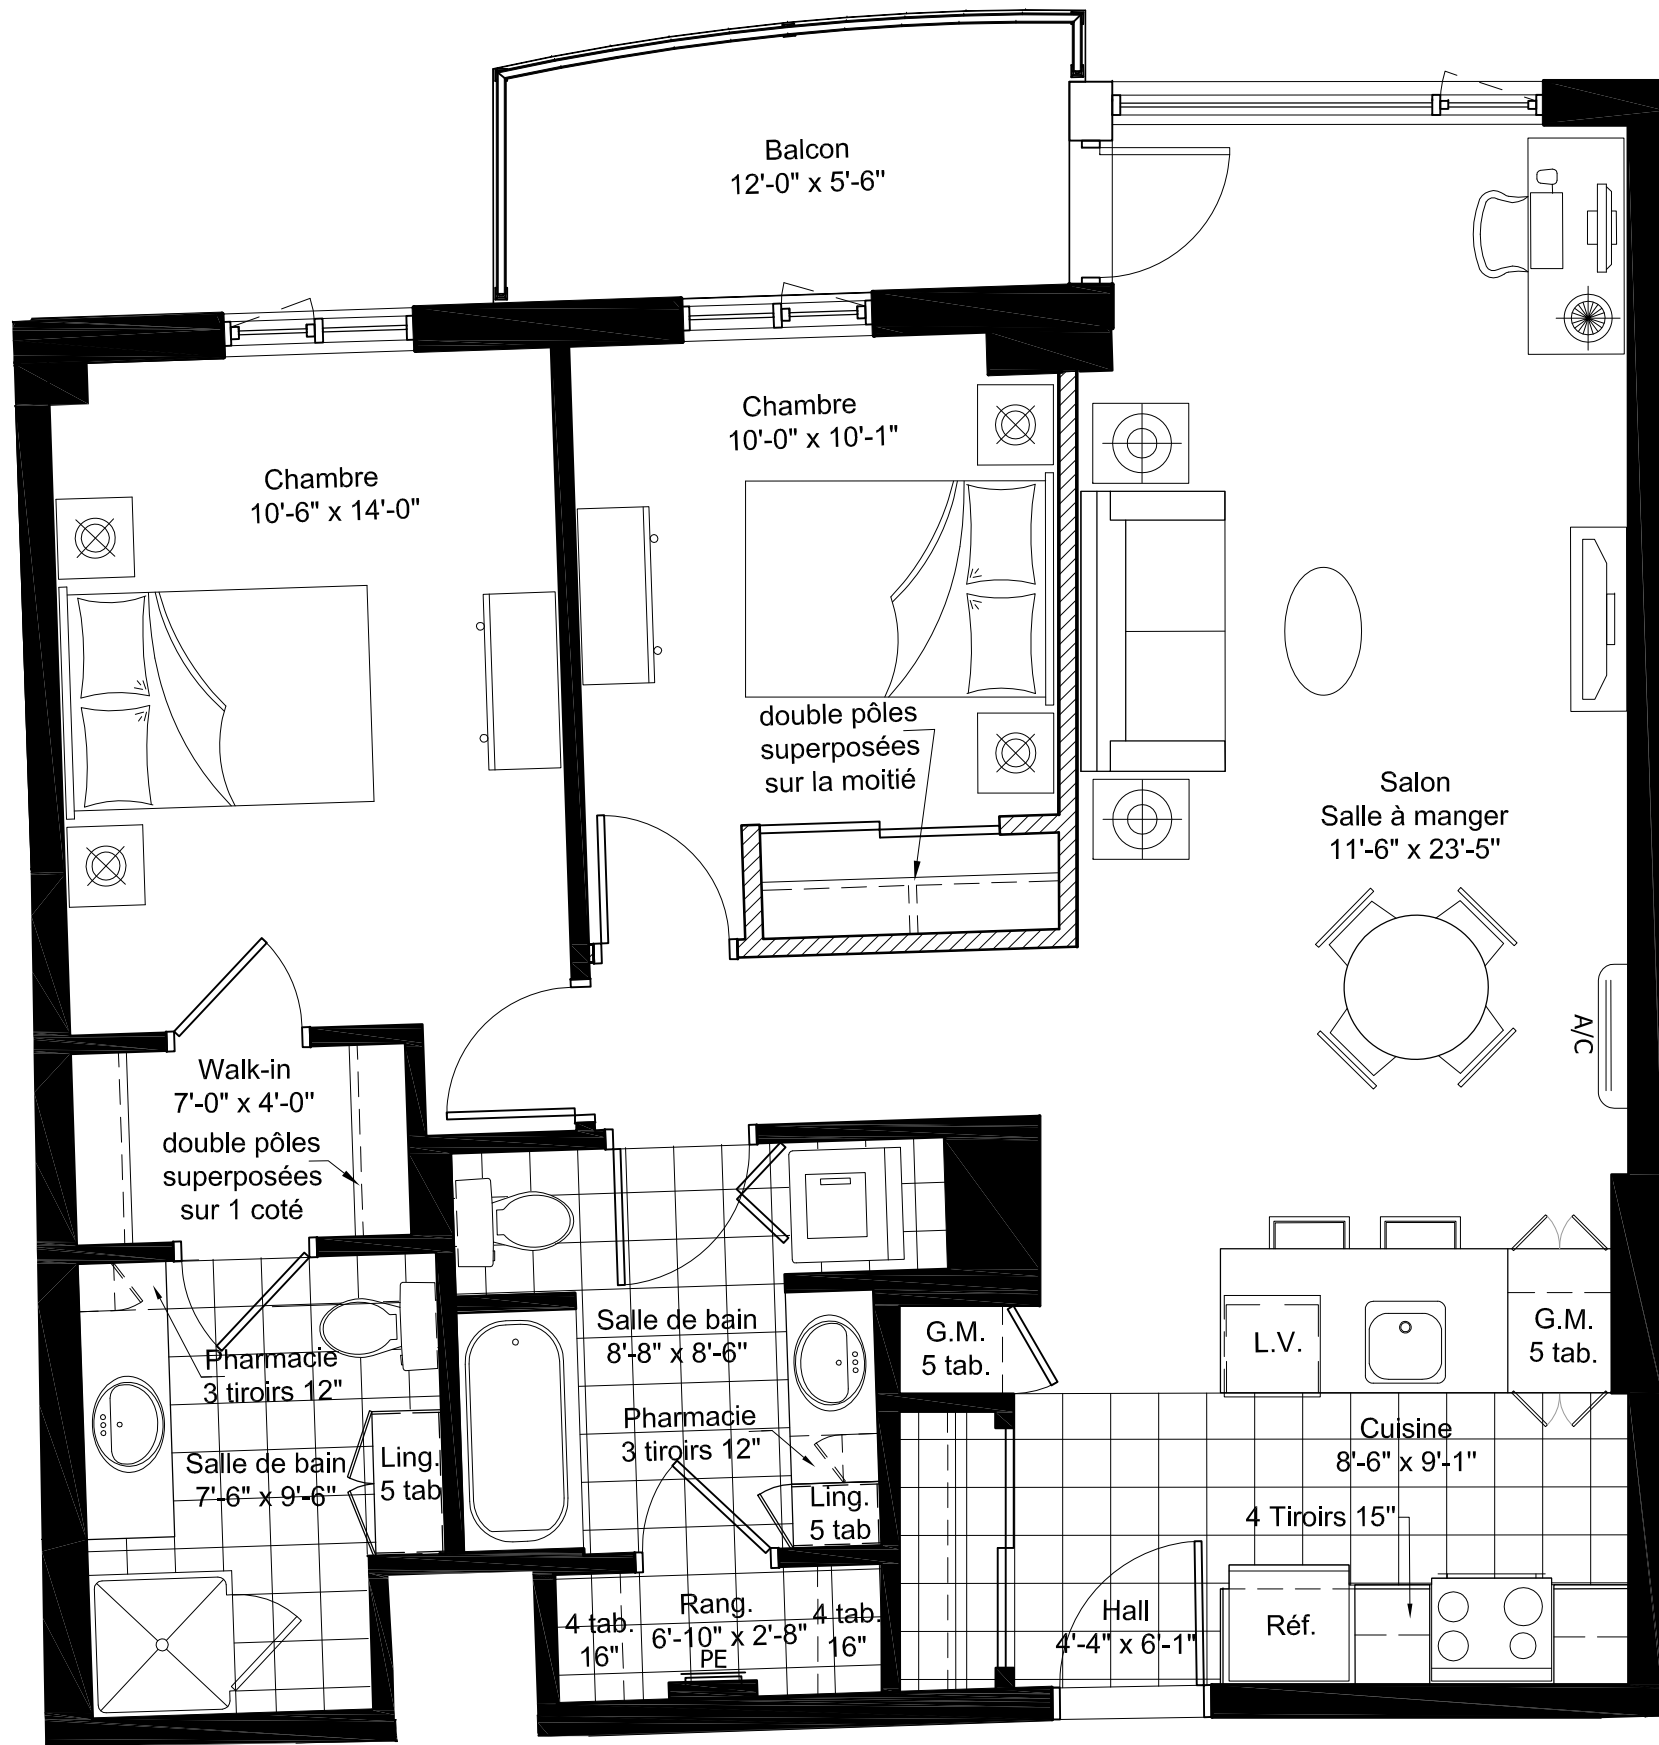 Balcon
12'-0" x 5'-6"
Chambre
10'-0" x 10'-1"
Chambre
10'-6" x 14'-0"
double pôles
superposées
sur la moitié
Salon
Salle à manger
11'-6" x 23'-5"
A/C
Walk-in
7'-0" x 4'-0"
double pôles
superposées
sur 1 coté
Salle de bain
8'-8" x 8'-6"
G.M.
5 tab.
L.V.
G.M.
5 tab.
Pharmacie
3 tiroirs 12"
Pharmacie
3 tiroirs 12"
Cuisine
8'-6" x 9'-1"
Salle de bain
7'-6" x 9'-6"
Ling.
5 tab
Ling.
5 tab
4 Tiroirs 15"
4 tab.
16"
Rang.
6'-10" x 2'-8"
PE
4 tab.
16"
Hall
4'-4" x 6'-1"
Réf.